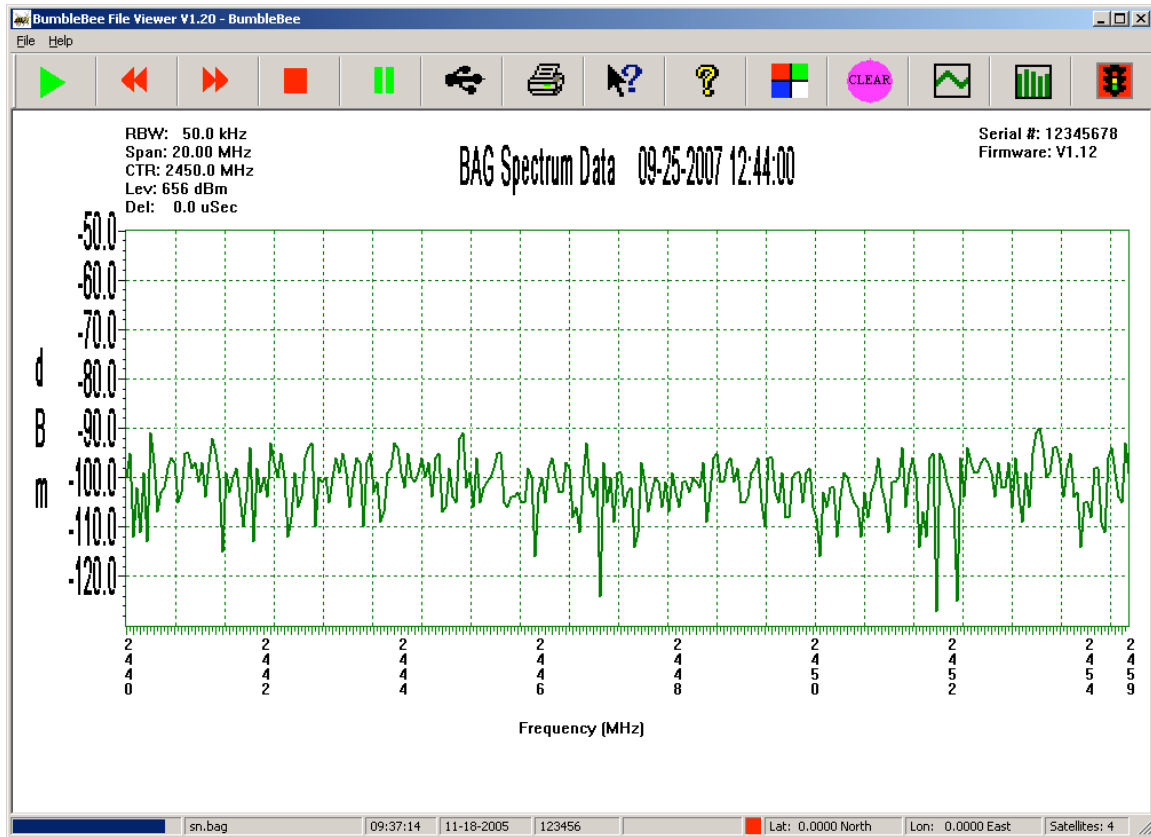 BumbleBee File Viewer V1.20 - BumbleBee
File Help
CLEAR
RBW: 50.0 kHz
Span: 20.00 MHz
CTR: 2450.0 MHz
Lev: 656 dBm
Del: 0.0 uSec
BAG Spectrum Data 09-25-2007 12:44:00
Serial #: 12345678
Firmware: V1.12
-50.0
-60.0
-70.0
-80.0
-90.0
-100.0
-110.0
-120.0
dBm
2440 2442 2444 2446 2448 2450 2452 2454 2459
Frequency (MHz)
sn.bag 09:37:14 11-18-2005 123456 Lat: 0.0000 North Lon: 0.0000 East Satellites: 4